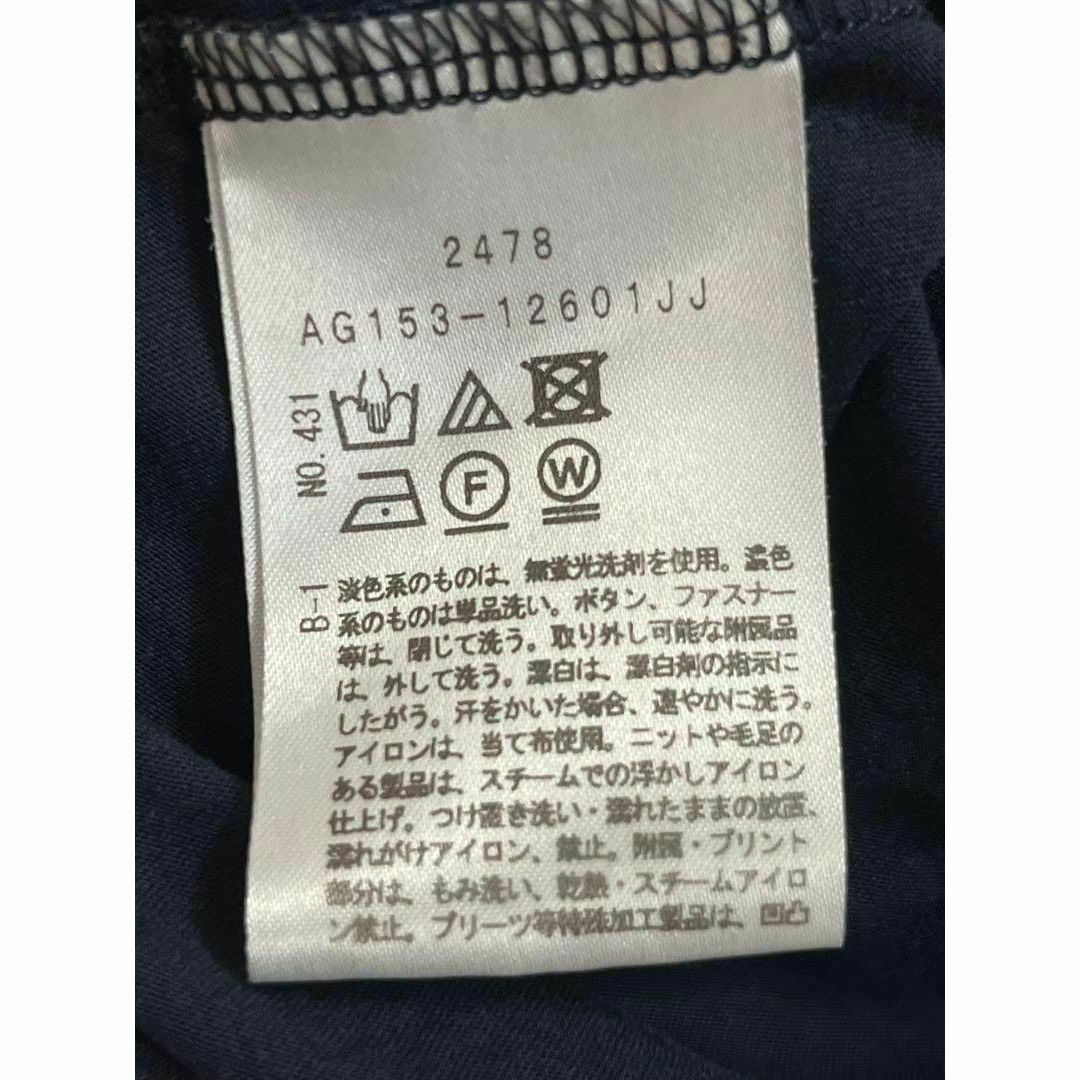 2478
AG153-12601JJ
NO. 431
F
W
B-1
淡色系のものは、無蛍光洗剤を使用。濃色
系のものは単品洗い。ボタン、ファスナー
等は、閉じて洗う。取り外し可能な附属品
は、外して洗う。漂白は、漂白剤の指示に
したがう。汗をかいた場合、速やかに洗う。
アイロンは、当て布使用。ニットや毛足の
ある製品は、スチームでの浮かしアイロン
仕上げ。つけ置き洗い・濡れたままの放置、
濡れがけアイロン、禁止。附属・プリント
部分は、もみ洗い、乾熱・スチームアイロ
ン禁止。プリーツ等特殊加工製品は、凹凸